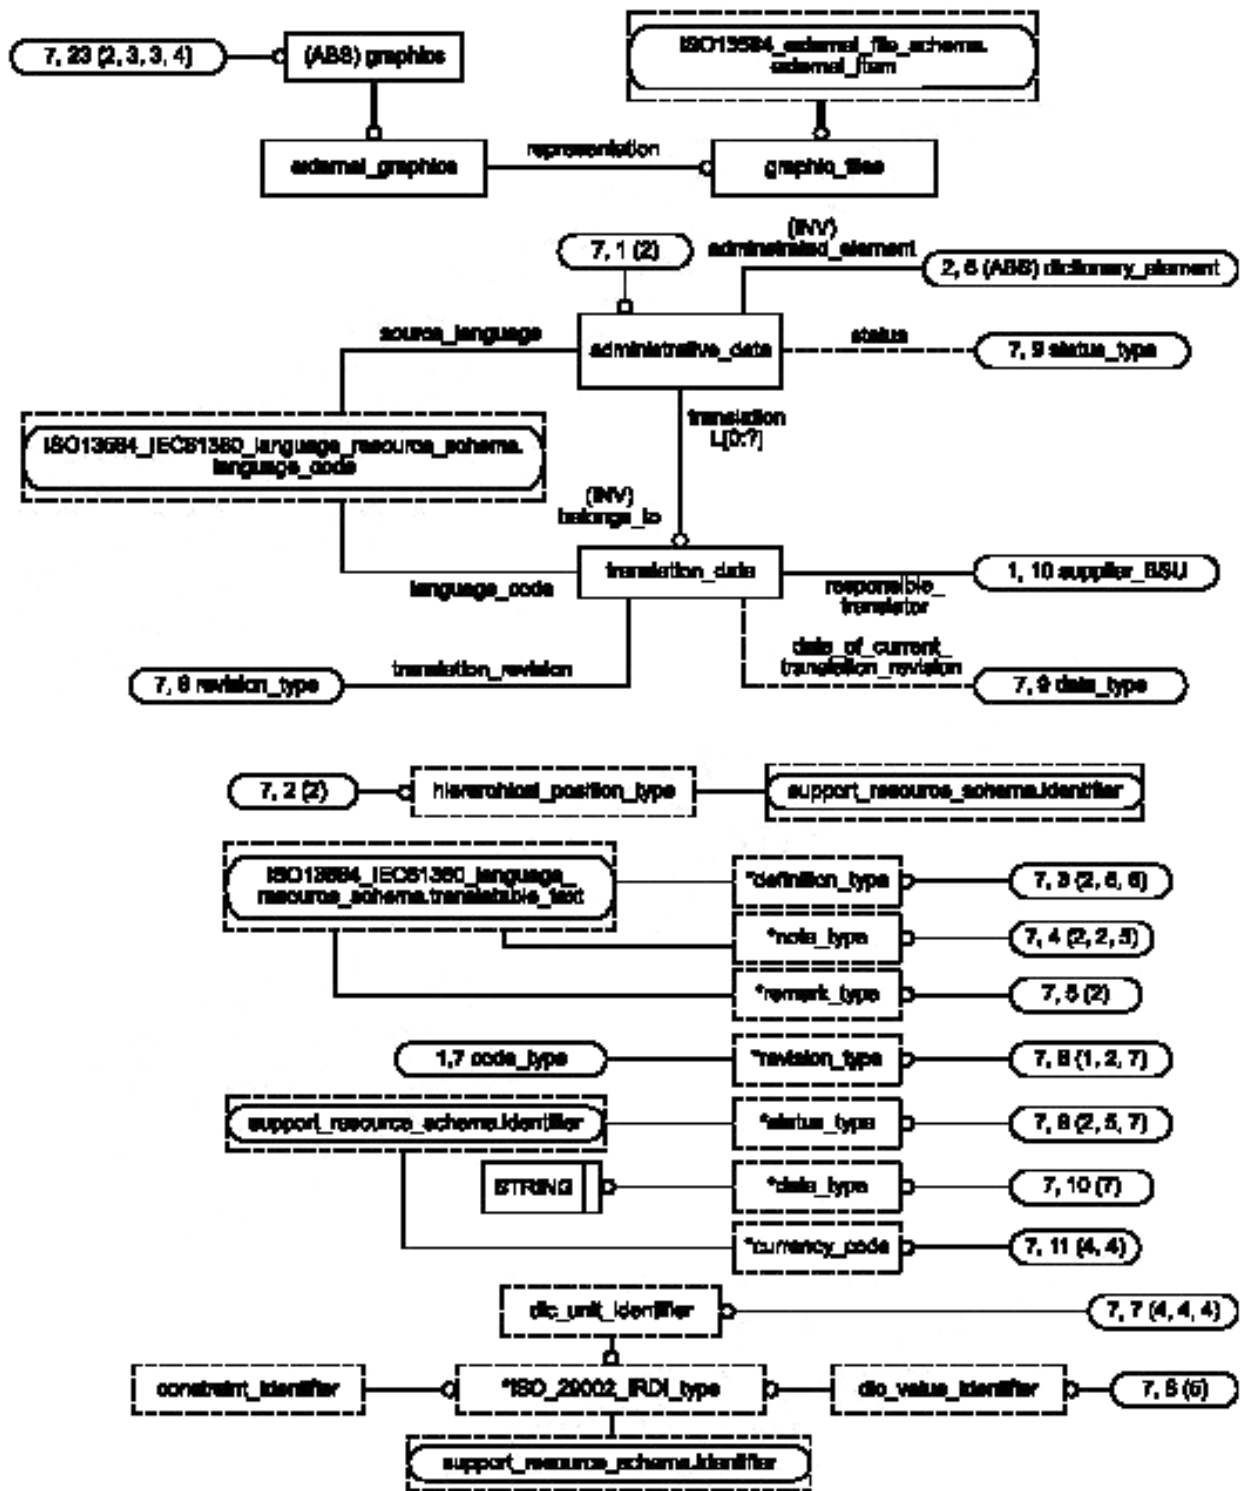 7, 23 (2, 3, 3, 4)
(ABS) graphics
ISO13584_external_file_schema.
external_item
external_graphics
representation
graphic_files
7, 1 (2)
(INV)
administrated_element
2, 6 (ABS) dictionary_element
source_language
administrative_data
status
7, 9 status_type
translation
L[0:?]
ISO13584_IEC61360_language_resource_schema.
language_code
(INV)
belongs_to
translation_data
1, 10 supplier_BSU
language_code
responsible_
translator
date_of_current_
translation_revision
translation_revision
7, 8 revision_type
7, 9 date_type
7, 2 (2)
hierarchical_position_type
support_resource_schema.identifier
ISO13584_IEC61360_language_
resource_schema.translatable_text
*definition_type
7, 3 (2, 6, 6)
*note_type
7, 4 (2, 2, 5)
*remark_type
7, 5 (2)
1,7 code_type
*revision_type
7, 8 (1, 2, 7)
support_resource_schema.identifier
*status_type
7, 9 (2, 5, 7)
STRING
*date_type
7, 10 (7)
*currency_code
7, 11 (4, 4)
dic_unit_identifier
7, 7 (4, 4, 4)
constraint_identifier
*ISO_29002_IRDI_type
dic_value_identifier
support_resource_schema.identifier